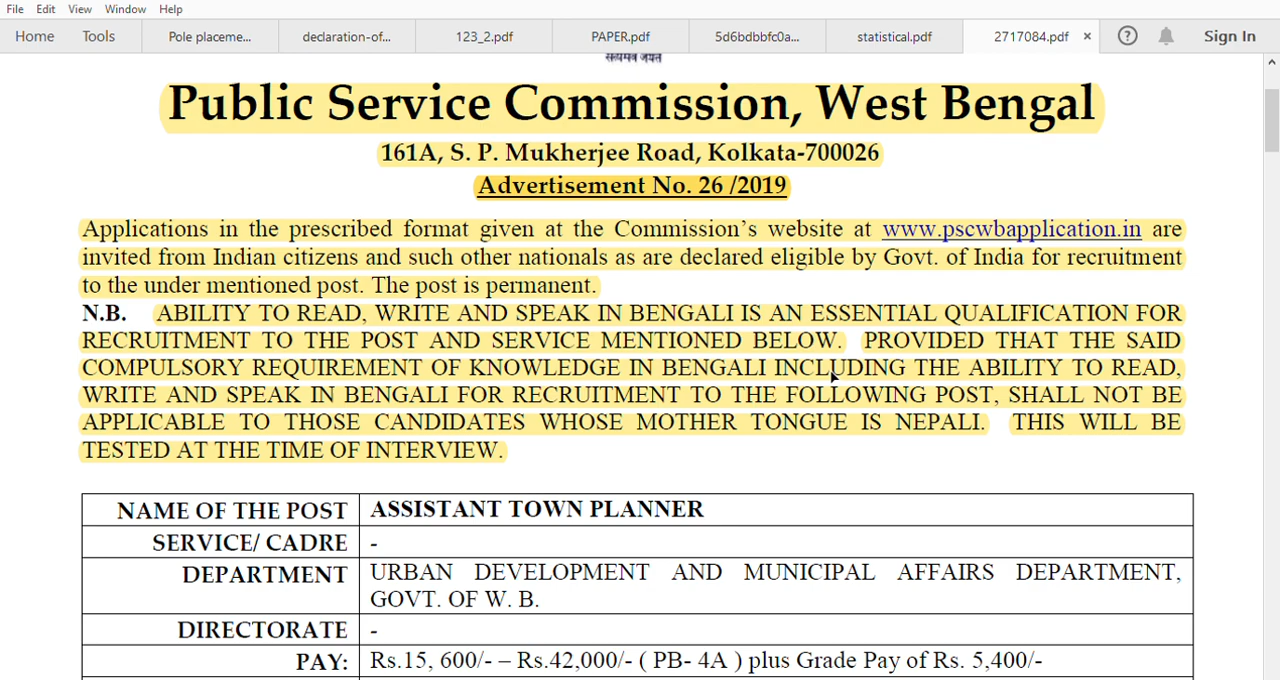 File Edit View Window Help
Home Tools Pole placeme... declaration-of... 123_2.pdf PAPER.pdf 5d6bdbbfc0a... statistical.pdf 2717084.pdf × ? Sign In
सत्यमेव जयते
Public Service Commission, West Bengal
161A, S. P. Mukherjee Road, Kolkata-700026
Advertisement No. 26 /2019
Applications in the prescribed format given at the Commission's website at www.pscwbapplication.in are
invited from Indian citizens and such other nationals as are declared eligible by Govt. of India for recruitment
to the under mentioned post. The post is permanent.
N.B. ABILITY TO READ, WRITE AND SPEAK IN BENGALI IS AN ESSENTIAL QUALIFICATION FOR
RECRUITMENT TO THE POST AND SERVICE MENTIONED BELOW. PROVIDED THAT THE SAID
COMPULSORY REQUIREMENT OF KNOWLEDGE IN BENGALI INCLUDING THE ABILITY TO READ,
WRITE AND SPEAK IN BENGALI FOR RECRUITMENT TO THE FOLLOWING POST, SHALL NOT BE
APPLICABLE TO THOSE CANDIDATES WHOSE MOTHER TONGUE IS NEPALI. THIS WILL BE
TESTED AT THE TIME OF INTERVIEW.
NAME OF THE POST ASSISTANT TOWN PLANNER
SERVICE/ CADRE -
DEPARTMENT URBAN DEVELOPMENT AND MUNICIPAL AFFAIRS DEPARTMENT,
GOVT. OF W. B.
DIRECTORATE -
PAY: Rs.15, 600/- – Rs.42,000/- ( PB- 4A ) plus Grade Pay of Rs. 5,400/-